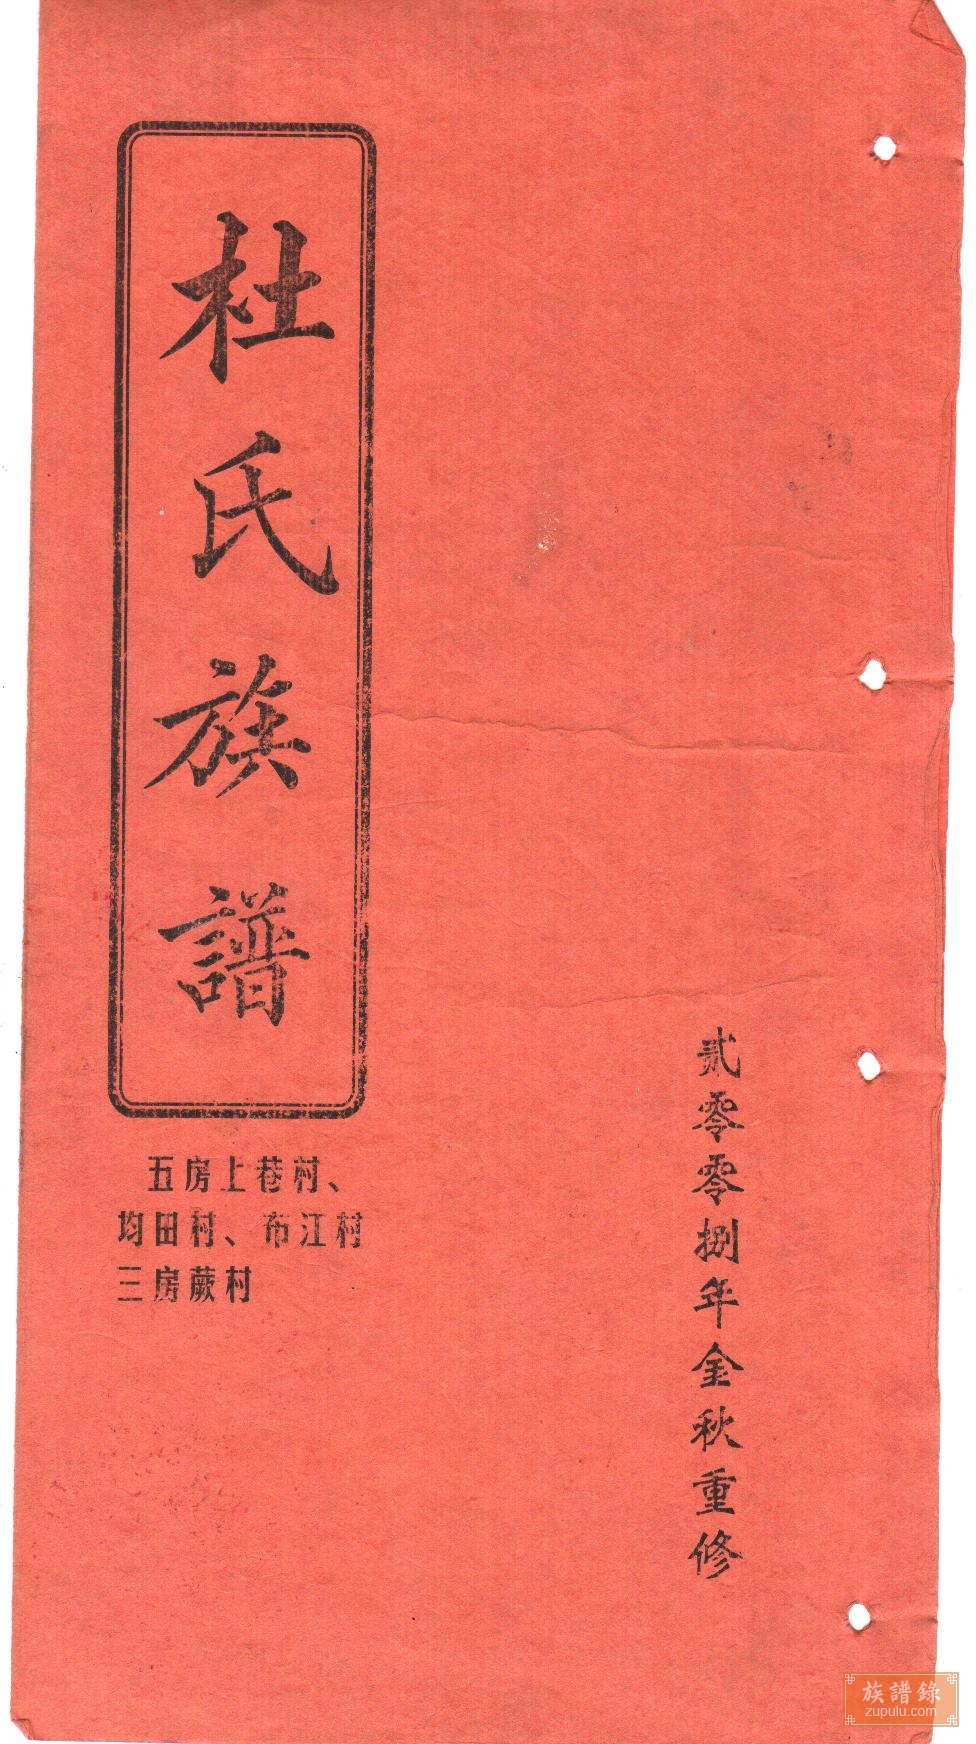 貳零零捌年金秋重修
杜氏族譜
五房上巷村、
均田村、布江村
三房蕨村
族譜錄
zupulu.com